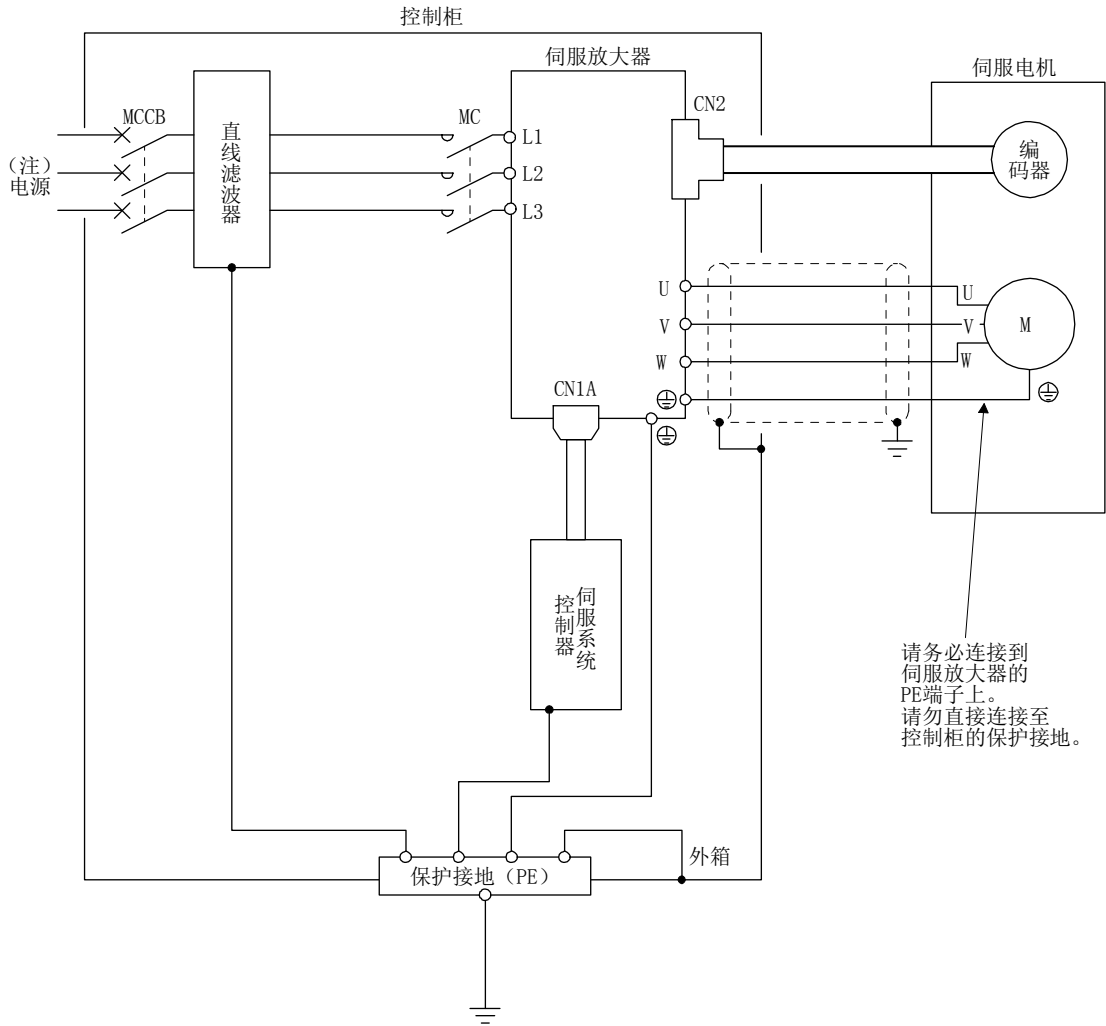 控制柜
伺服放大器
伺服电机
MCCB
MC
CN2
直线滤波器
L1
L2
L3
（注）
电源
编
码器
U
V
W
U
V
W
M
CN1A
伺服系统
控制器
请务必连接到
伺服放大器的
PE端子上。
请勿直接连接至
控制柜的保护接地。
外箱
保护接地（PE）